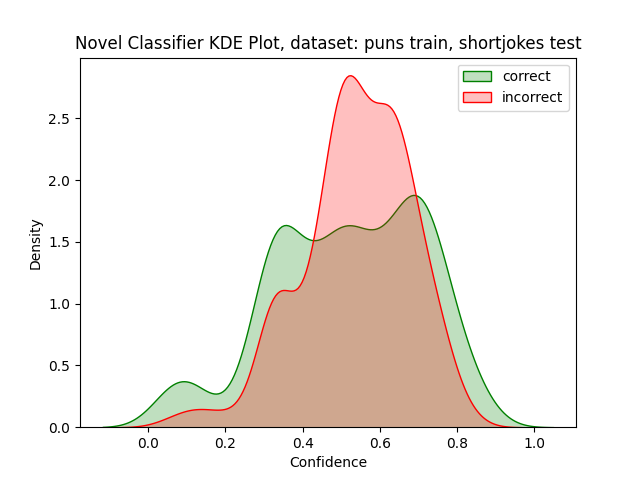 Novel Classifier KDE Plot, dataset: puns train, shortjokes test
correct
incorrect
Density
2.5
2.0
1.5
1.0
0.5
0.0
0.0 0.2 0.4 0.6 0.8 1.0
Confidence